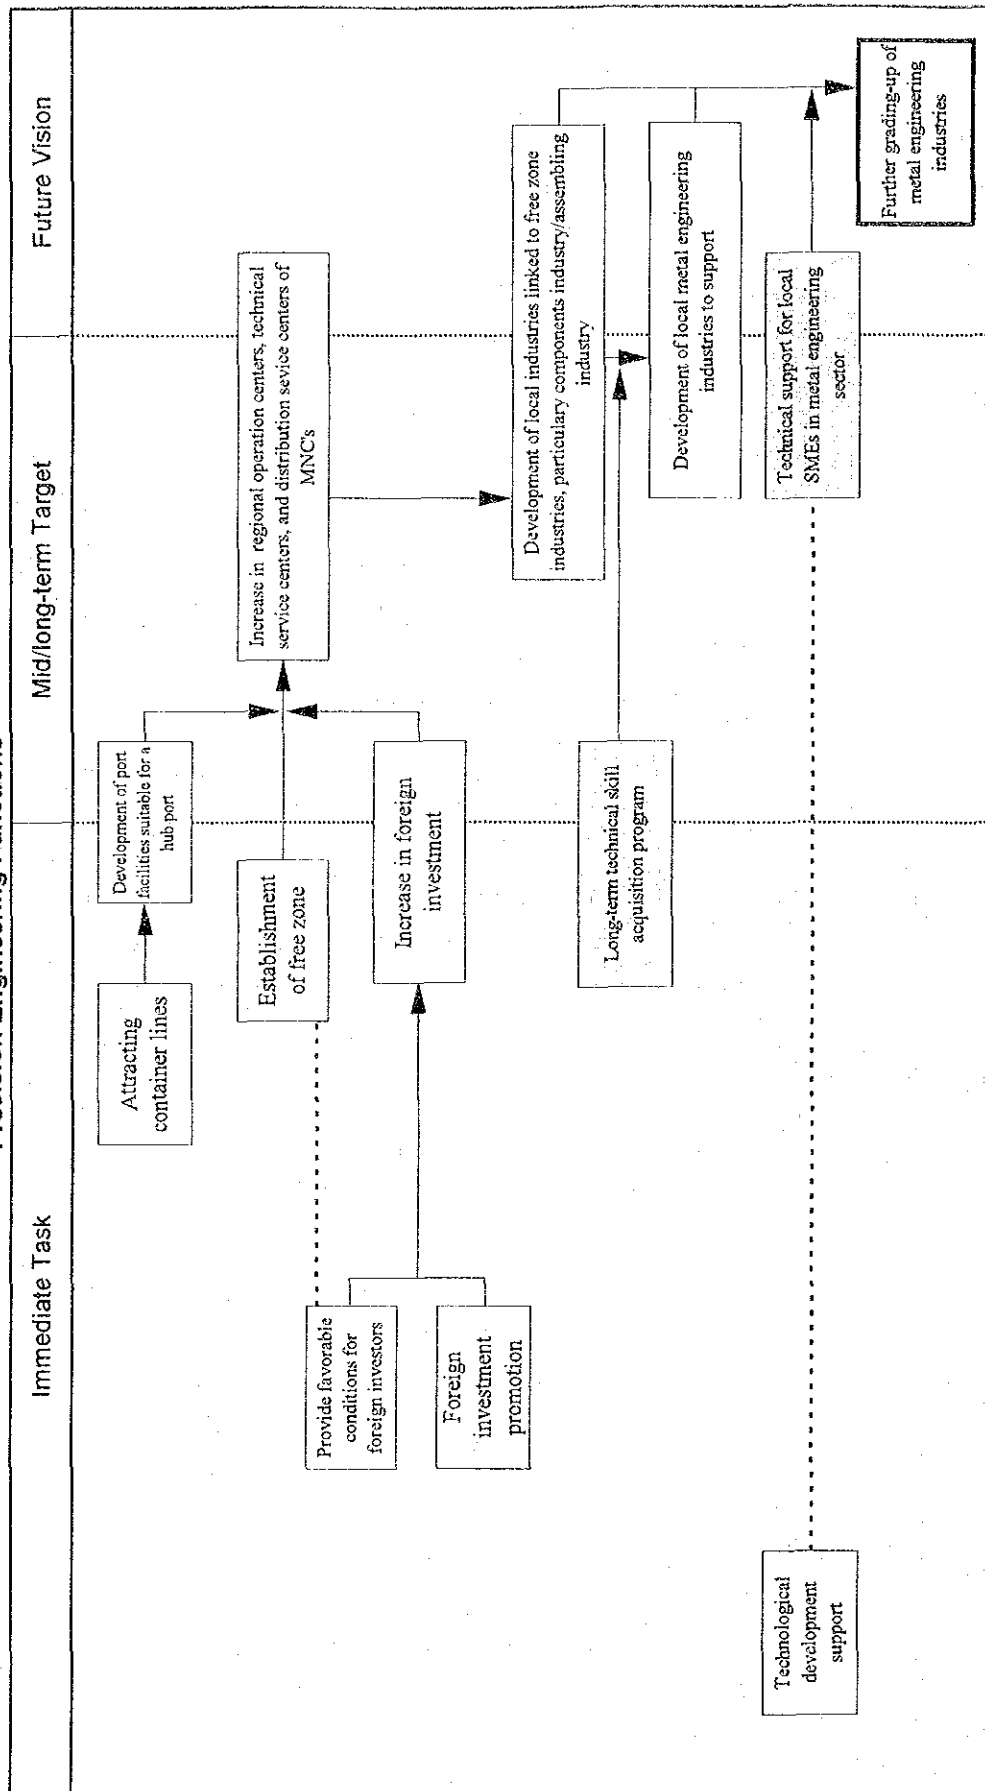 Immediate Task
Mid/long-term Target
Future Vision
Attracting
container lines
Development of port
facilities suitable for a
hub port
Establishment
of free zone
Increase in regional operation centers, technical
service centers, and distribution sevice centers of
MNC's
Provide favorable
conditions for
foreign investors
Foreign
investment
promotion
Increase in foreign
investment
Development of local industries linked to free zone
industries, particulary components industry/assembling
industry
Long-term technical skill
acquisition program
Development of local metal engineering
industries to support
Technological
development
support
Technical support for local
SMEs in metal engineering
sector
Further grading-up of
metal engineering
industries